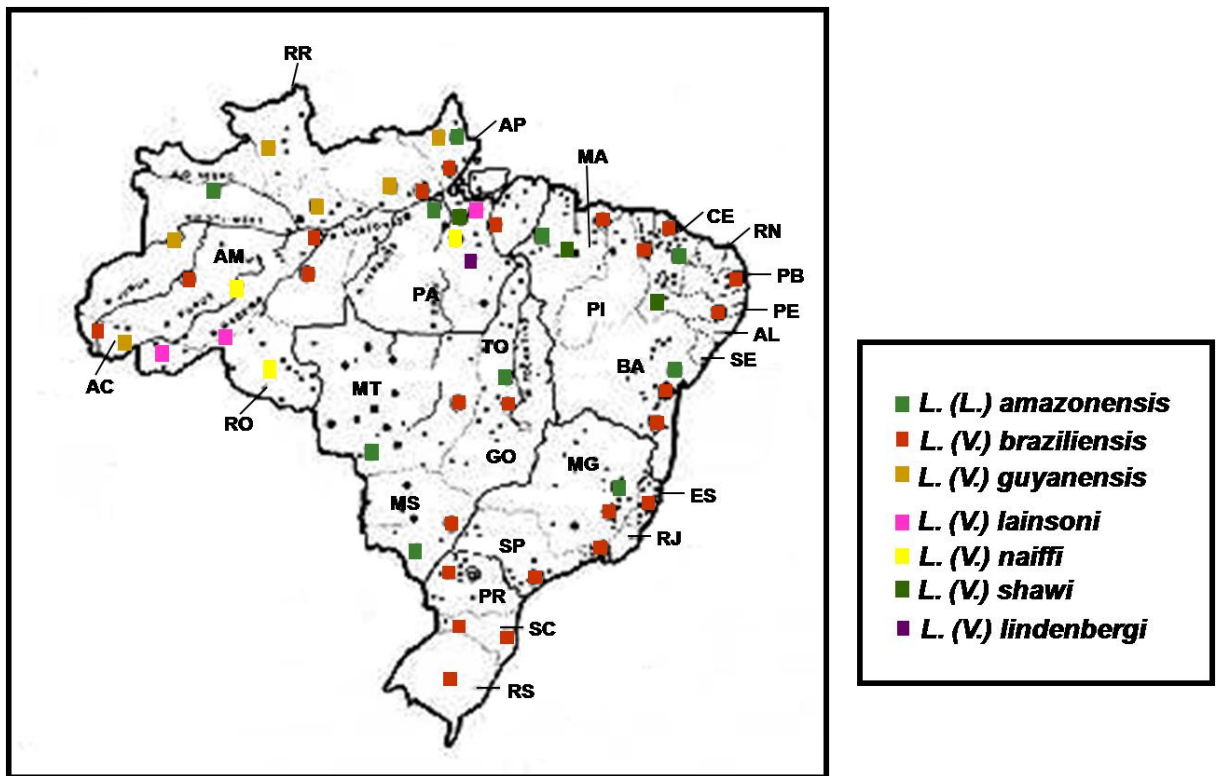 RR
AP
MA
CE
RN
AM
PB
PA
PI
PE
AL
TO
SE
AC
BA
MT
RO
GO
MG
ES
MS
RJ
SP
PR
SC
RS
L. (L.) amazonensis
L. (V.) braziliensis
L. (V.) guyanensis
L. (V.) lainsoni
L. (V.) naiffi
L. (V.) shawi
L. (V.) lindenbergi